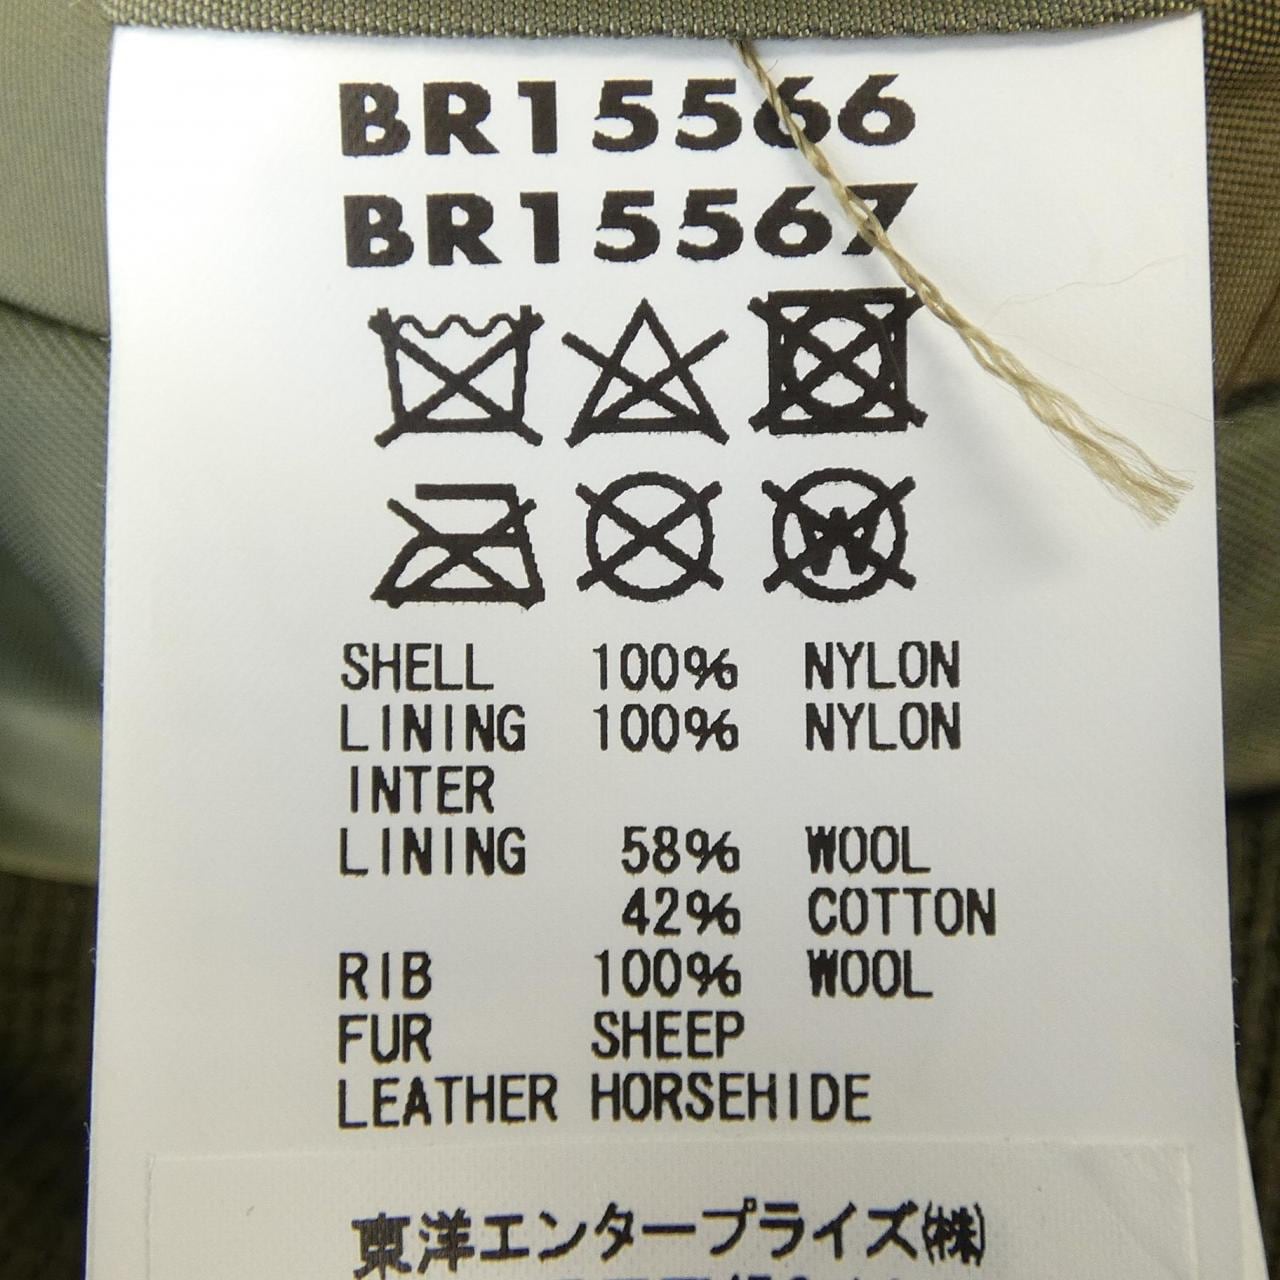 BR15566
BR15567
W
SHELL 100% NYLON
LINING 100% NYLON
INTER
LINING 58% WOOL
42% COTTON
RIB 100% WOOL
FUR SHEEP
LEATHER HORSEHIDE
東洋エンタープライズ㈱